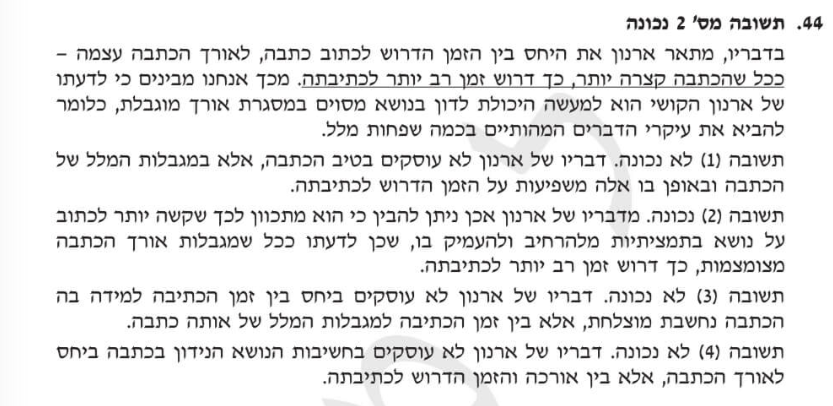 44. תשובה מס' 2 נכונה
בדבריו, מתאר ארנון את היחס בין הזמן הדרוש לכתוב כתבה, לאורך הכתבה עצמה –
ככל שהכתבה קצרה יותר, כך דרוש זמן רב יותר לכתיבתה. מכך אנחנו מבינים כי לדעתו
של ארנון הקושי הוא למעשה היכולת לדון בנושא מסוים במסגרת אורך מוגבלת, כלומר
להביא את עיקרי הדברים המהותיים בכמה שפחות מלל.
תשובה (1) לא נכונה. דבריו של ארנון לא עוסקים בטיב הכתבה, אלא במגבלות המלל של
הכתבה ובאופן בו אלה משפיעות על הזמן הדרוש לכתיבתה.
תשובה (2) נכונה. מדבריו של ארנון אכן ניתן להבין כי הוא מתכוון לכך שקשה יותר לכתוב
על נושא בתמציתיות מלהרחיב ולהעמיק בו, שכן לדעתו ככל שמגבלות אורך הכתבה
מצומצמות, כך דרוש זמן רב יותר לכתיבתה.
תשובה (3) לא נכונה. דבריו של ארנון לא עוסקים ביחס בין זמן הכתיבה למידה בה
הכתבה נחשבת מוצלחת, אלא בין זמן הכתיבה למגבלות המלל של אותה כתבה.
תשובה (4) לא נכונה. דבריו של ארנון לא עוסקים בחשיבות הנושא הנידון בכתבה ביחס
לאורך הכתבה, אלא בין אורכה והזמן הדרוש לכתיבתה.